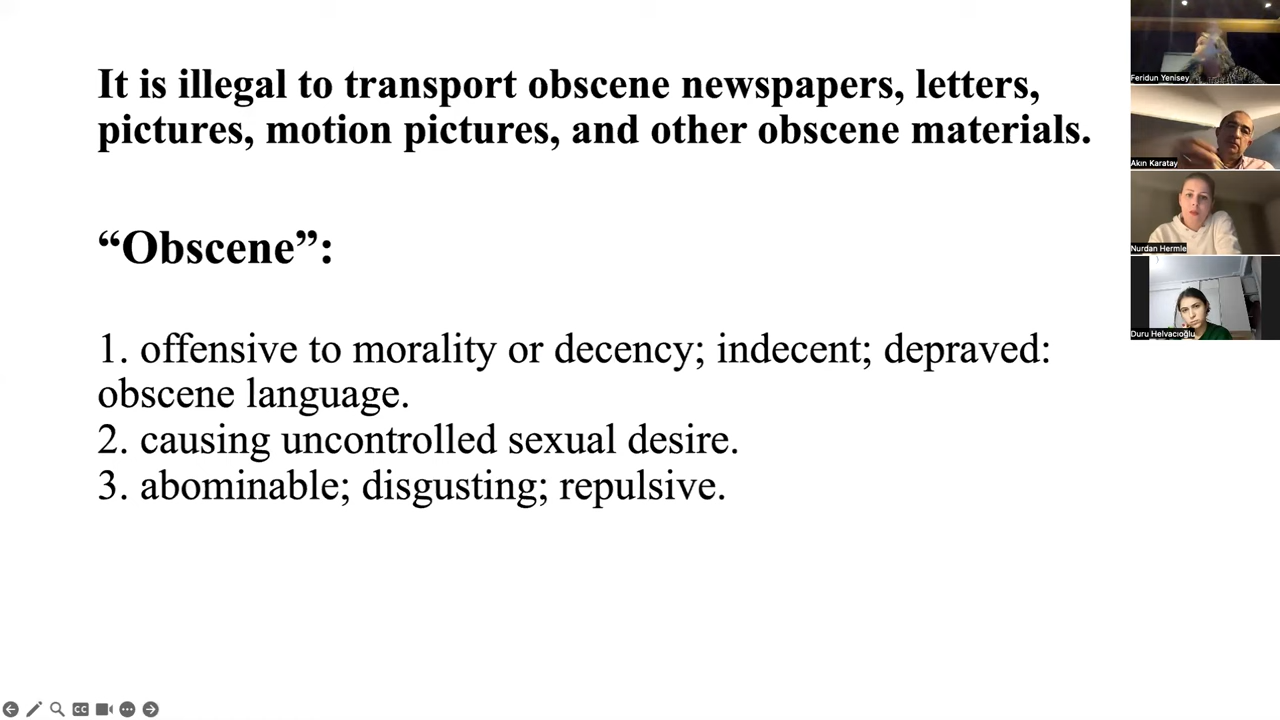 It is illegal to transport obscene newspapers, letters,
pictures, motion pictures, and other obscene materials.
“Obscene”:
1. offensive to morality or decency; indecent; depraved:
obscene language.
2. causing uncontrolled sexual desire.
3. abominable; disgusting; repulsive.
Feridun Yenisey
Akın Karatay
Nurdan Hermle
Duru Helvacıoğlu
CC